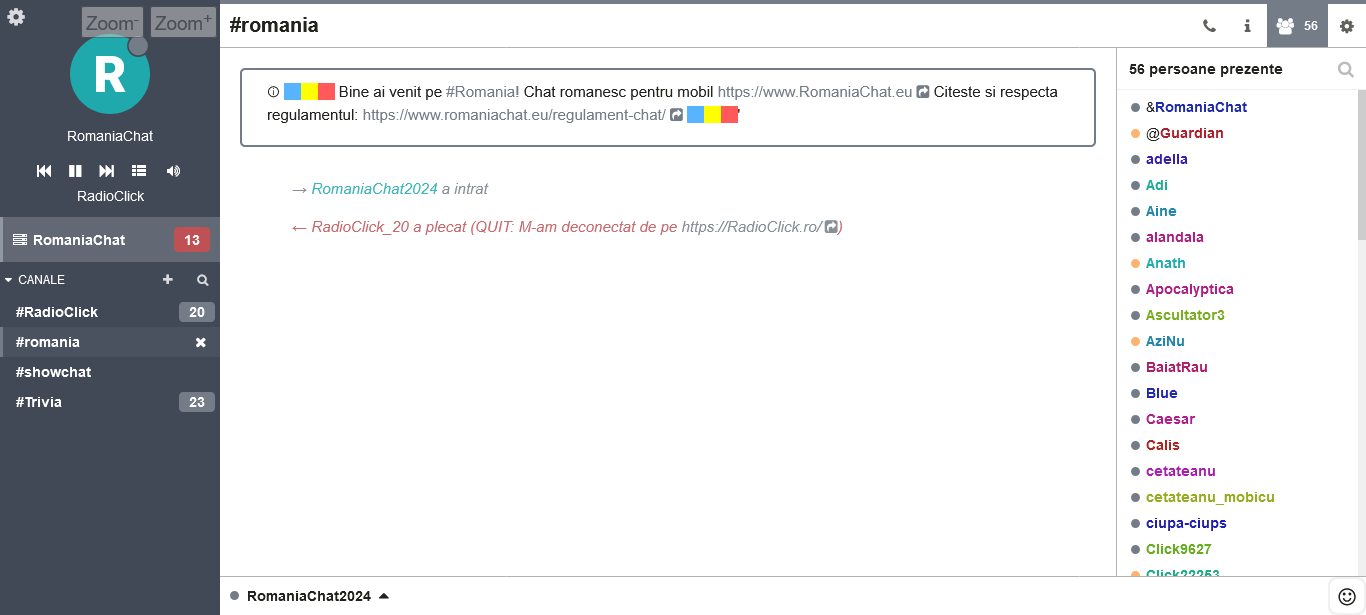 Zoom-
Zoom+
R
RomaniaChat
RadioClick
RomaniaChat 13
CANALE
#RadioClick 20
#romania
#showchat
#Trivia 23
#romania
56
Bine ai venit pe #Romania! Chat romanesc pentru mobil https://www.RomaniaChat.eu Citeste si respecta
regulamentul: https://www.romaniachat.eu/regulament-chat/
→ RomaniaChat2024 a intrat
← RadioClick_20 a plecat (QUIT: M-am deconectat de pe https://RadioClick.ro/ )
RomaniaChat2024
56 persoane prezente
&RomaniaChat
@Guardian
adella
Adi
Aine
alandala
Anath
Apocalyptica
Ascultator3
AziNu
BaiatRau
Blue
Caesar
Calis
cetateanu
cetateanu_mobicu
ciupa-ciups
Click9627
Click22253